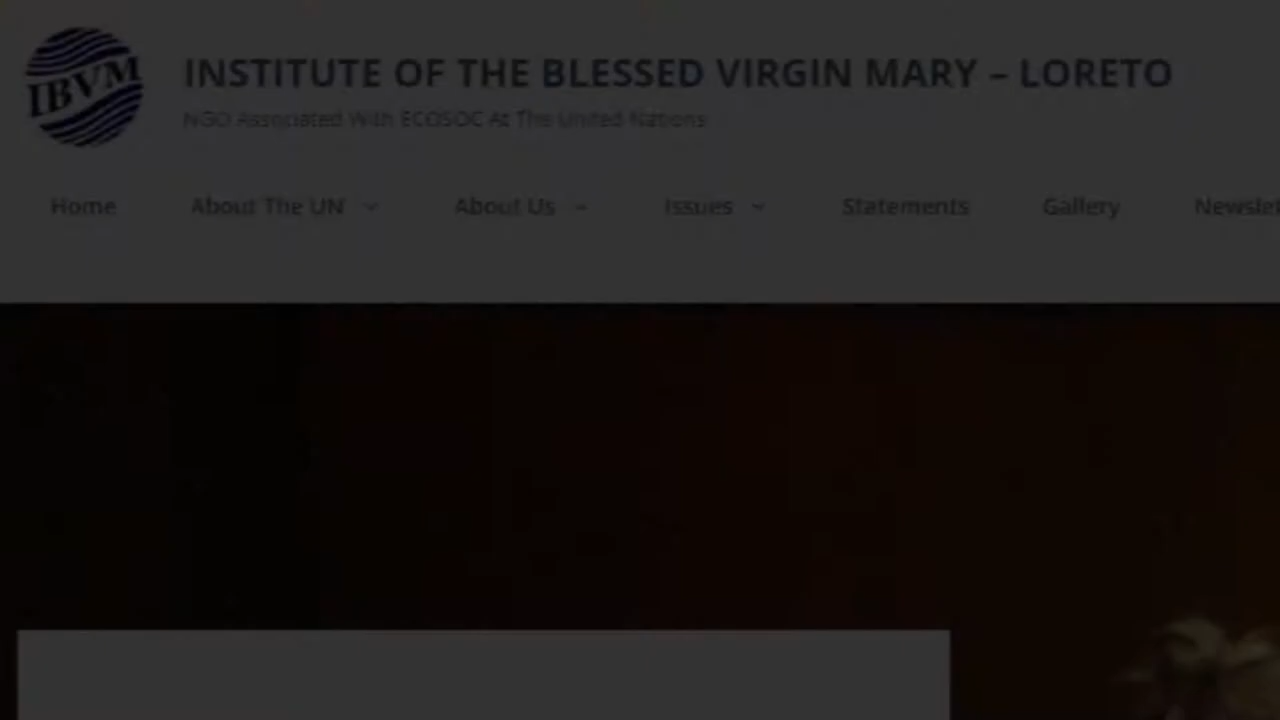 IBVM
INSTITUTE OF THE BLESSED VIRGIN MARY – LORETO
NGO Associated With ECOSOC At The United Nations
Home About The UN About Us Issues Statements Gallery